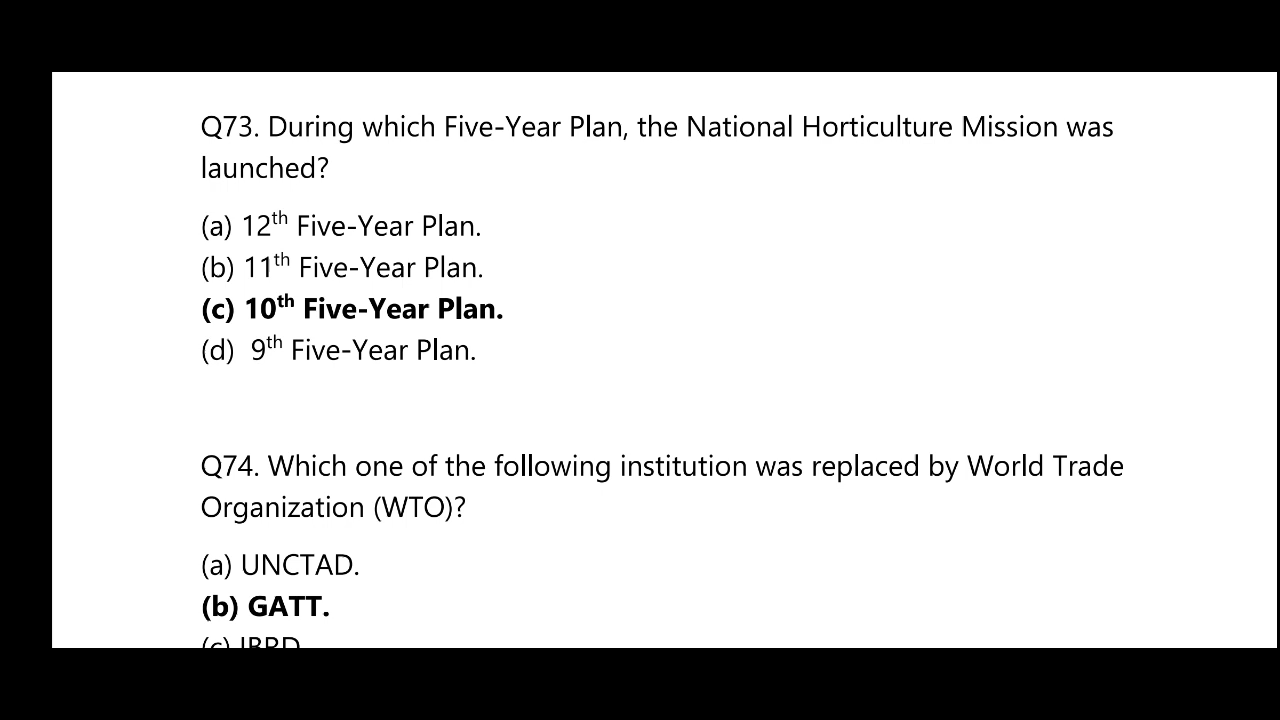 Q73. During which Five-Year Plan, the National Horticulture Mission was
launched?
(a) 12th Five-Year Plan.
(b) 11th Five-Year Plan.
(c) 10th Five-Year Plan.
(d) 9th Five-Year Plan.
Q74. Which one of the following institution was replaced by World Trade
Organization (WTO)?
(a) UNCTAD.
(b) GATT.
(c) IBRD.